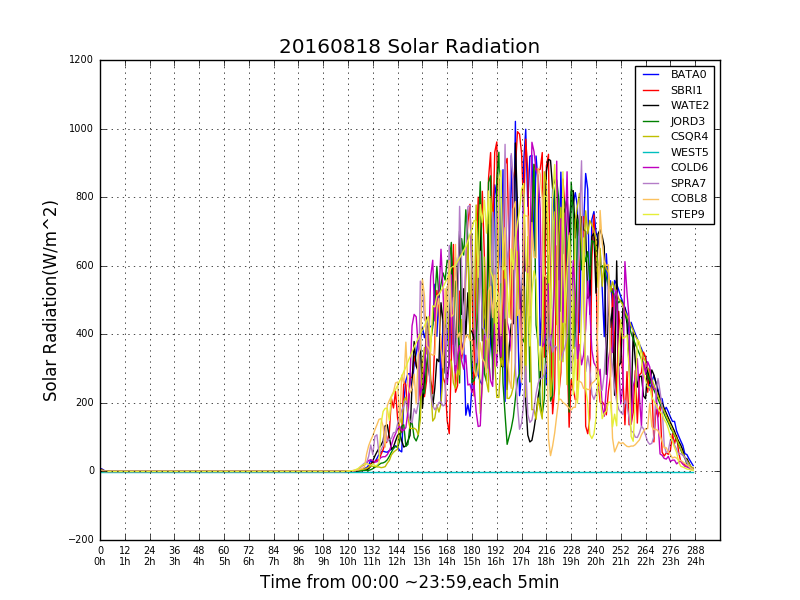 20160818 Solar Radiation
1200
1000
800
600
400
200
0
−200
Solar Radiation(W/m^2)
BATA0
SBRI1
WATE2
JORD3
CSQR4
WEST5
COLD6
SPRA7
COBL8
STEP9
0 12 24 36 48 60 72 84 96 108 120 132 144 156 168 180 192 204 216 228 240 252 264 276 288
0h 1h 2h 3h 4h 5h 6h 7h 8h 9h 10h 11h 12h 13h 14h 15h 16h 17h 18h 19h 20h 21h 22h 23h 24h
Time from 00:00 ~23:59,each 5min